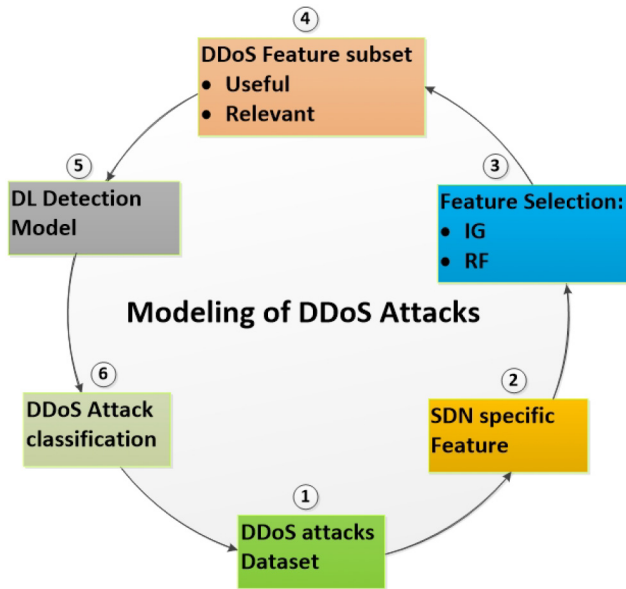 4
DDoS Feature subset
• Useful
• Relevant
5
DL Detection
Model
3
Feature Selection:
• IG
• RF
Modeling of DDoS Attacks
6
DDoS Attack
classification
2
SDN specific
Feature
1
DDoS attacks
Dataset